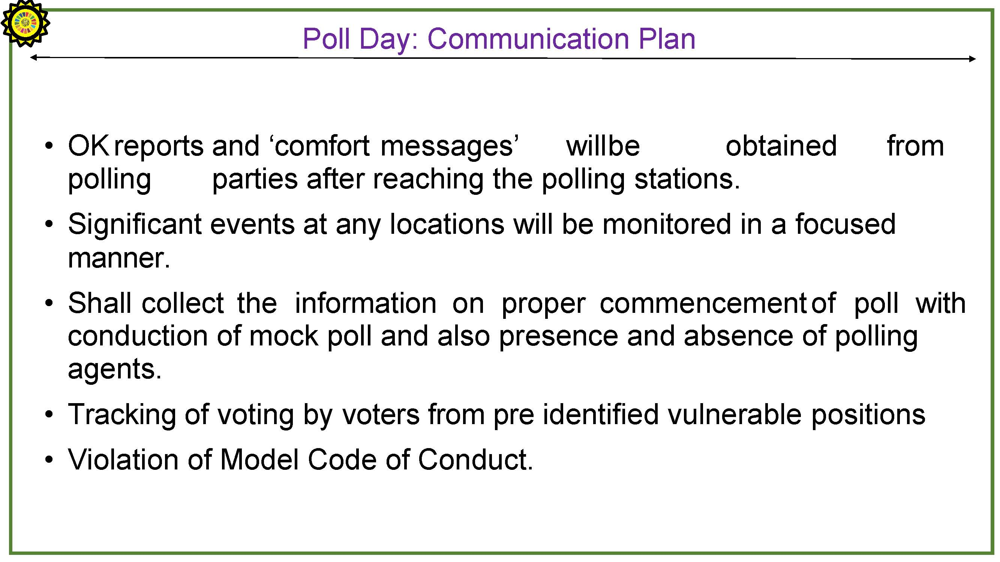 Poll Day: Communication Plan
• OK reports and ‘comfort messages’ willbe obtained from
polling parties after reaching the polling stations.
• Significant events at any locations will be monitored in a focused
manner.
• Shall collect the information on proper commencement of poll with
conduction of mock poll and also presence and absence of polling
agents.
• Tracking of voting by voters from pre identified vulnerable positions
• Violation of Model Code of Conduct.